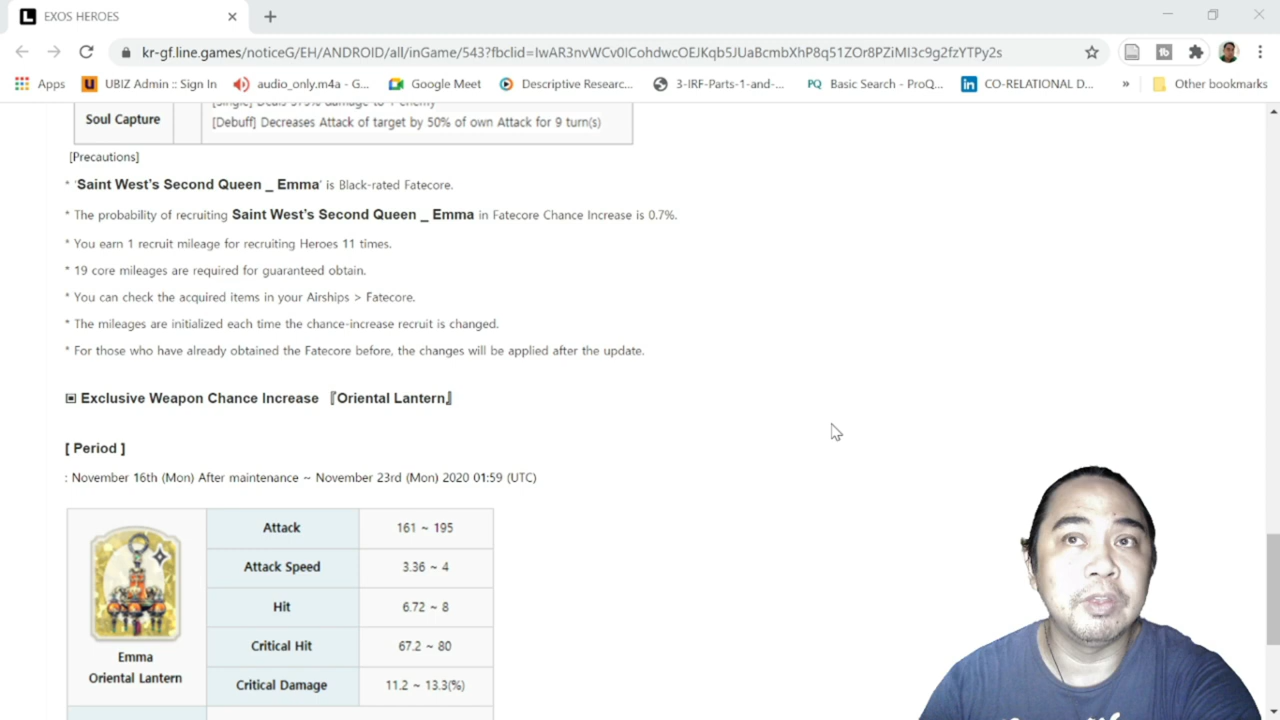 EXOS HEROES
kr-gf.line.games/noticeG/EH/ANDROID/all/inGame/543?fbclid=IwAR3nvWCv0ICohdwcOEJKqb5JUaBcmbXhP8q51ZOr8PZiMI3c9g2fzYTPy2s
Apps UBIZ Admin :: Sign In audio_only.m4a - G... Google Meet Descriptive Researc... 3-IRF-Parts-1-and-... PQ Basic Search - ProQ... CO-RELATIONAL D... » Other bookmarks
Soul Capture
[Single] Deals 375% damage to 1 enemy
[Debuff] Decreases Attack of target by 50% of own Attack for 9 turn(s)
[Precautions]
* 'Saint West's Second Queen _ Emma' is Black-rated Fatecore.
* The probability of recruiting Saint West's Second Queen _ Emma in Fatecore Chance Increase is 0.7%.
* You earn 1 recruit mileage for recruiting Heroes 11 times.
* 19 core mileages are required for guaranteed obtain.
* You can check the acquired items in your Airships > Fatecore.
* The mileages are initialized each time the chance-increase recruit is changed.
* For those who have already obtained the Fatecore before, the changes will be applied after the update.
▣ Exclusive Weapon Chance Increase 『Oriental Lantern』
[ Period ]
: November 16th (Mon) After maintenance ~ November 23rd (Mon) 2020 01:59 (UTC)
Attack 161 ~ 195
Attack Speed 3.36 ~ 4
Hit 6.72 ~ 8
Critical Hit 67.2 ~ 80
Critical Damage 11.2 ~ 13.3(%)
Emma
Oriental Lantern